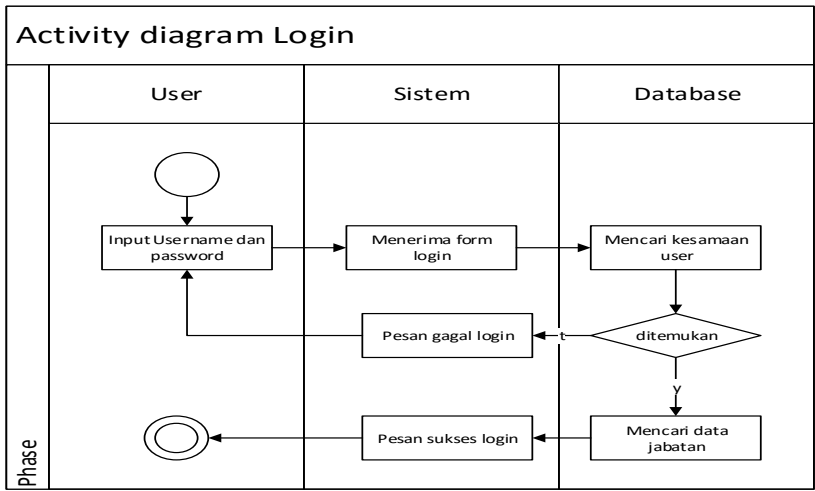 Activity diagram Login
User
Sistem
Database
Input Username dan
password
Menerima form
login
Mencari kesamaan
user
Pesan gagal login
t
ditemukan
y
Pesan sukses login
Mencari data
jabatan
Phase